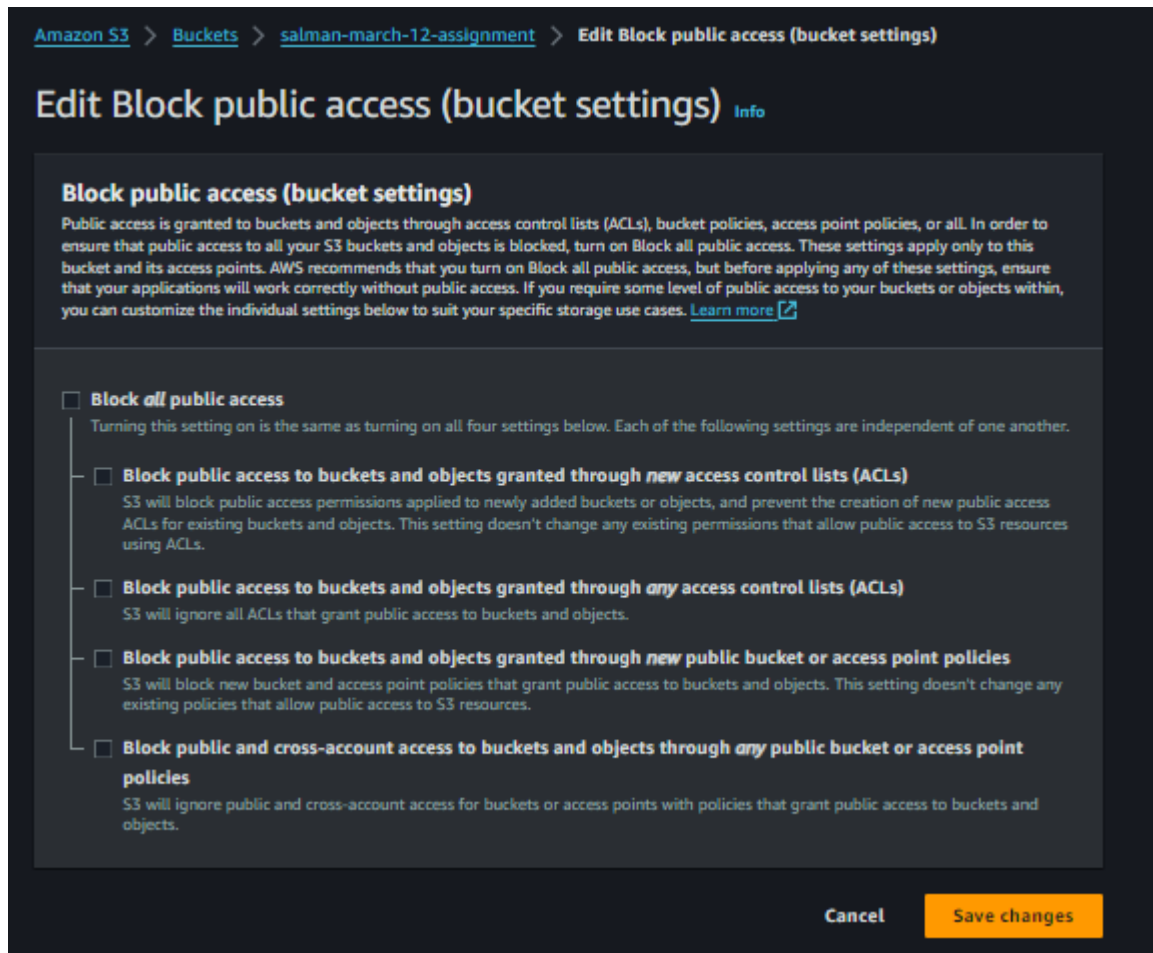 Amazon S3 > Buckets > salman-march-12-assignment > Edit Block public access (bucket settings)
Edit Block public access (bucket settings) Info
Block public access (bucket settings)
Public access is granted to buckets and objects through access control lists (ACLs), bucket policies, access point policies, or all. In order to
ensure that public access to all your S3 buckets and objects is blocked, turn on Block all public access. These settings apply only to this
bucket and its access points. AWS recommends that you turn on Block all public access, but before applying any of these settings, ensure
that your applications will work correctly without public access. If you require some level of public access to your buckets or objects within,
you can customize the individual settings below to suit your specific storage use cases. Learn more
Block all public access
Turning this setting on is the same as turning on all four settings below. Each of the following settings are independent of one another.
Block public access to buckets and objects granted through new access control lists (ACLs)
S3 will block public access permissions applied to newly added buckets or objects, and prevent the creation of new public access
ACLs for existing buckets and objects. This setting doesn't change any existing permissions that allow public access to S3 resources
using ACLs.
Block public access to buckets and objects granted through any access control lists (ACLs)
S3 will ignore all ACLs that grant public access to buckets and objects.
Block public access to buckets and objects granted through new public bucket or access point policies
S3 will block new bucket and access point policies that grant public access to buckets and objects. This setting doesn't change any
existing policies that allow public access to S3 resources.
Block public and cross-account access to buckets and objects through any public bucket or access point
policies
S3 will ignore public and cross-account access for buckets or access points with policies that grant public access to buckets and
objects.
Cancel Save changes